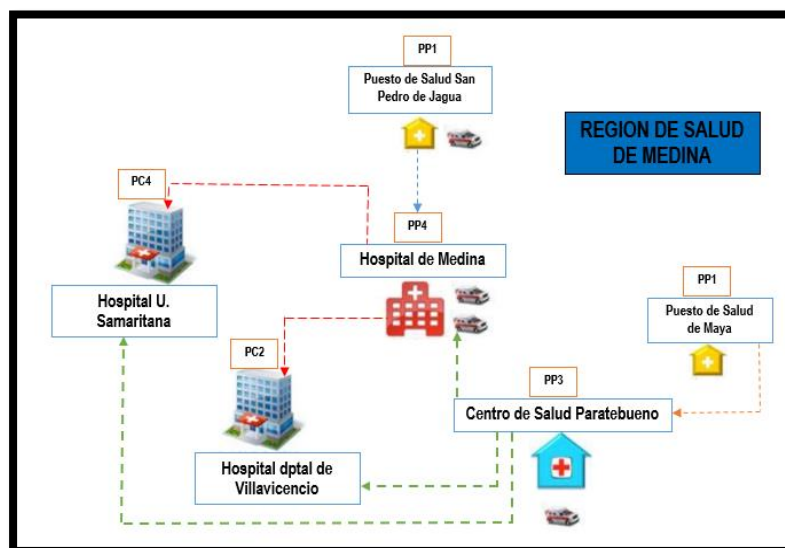 PP1
Puesto de Salud San
Pedro de Jagua
REGION DE SALUD
DE MEDINA
PC4
PP4
Hospital de Medina
Hospital U.
Samaritana
PP1
Puesto de Salud
de Maya
PC2
PP3
Centro de Salud Paratebueno
Hospital dptal de
Villavicencio